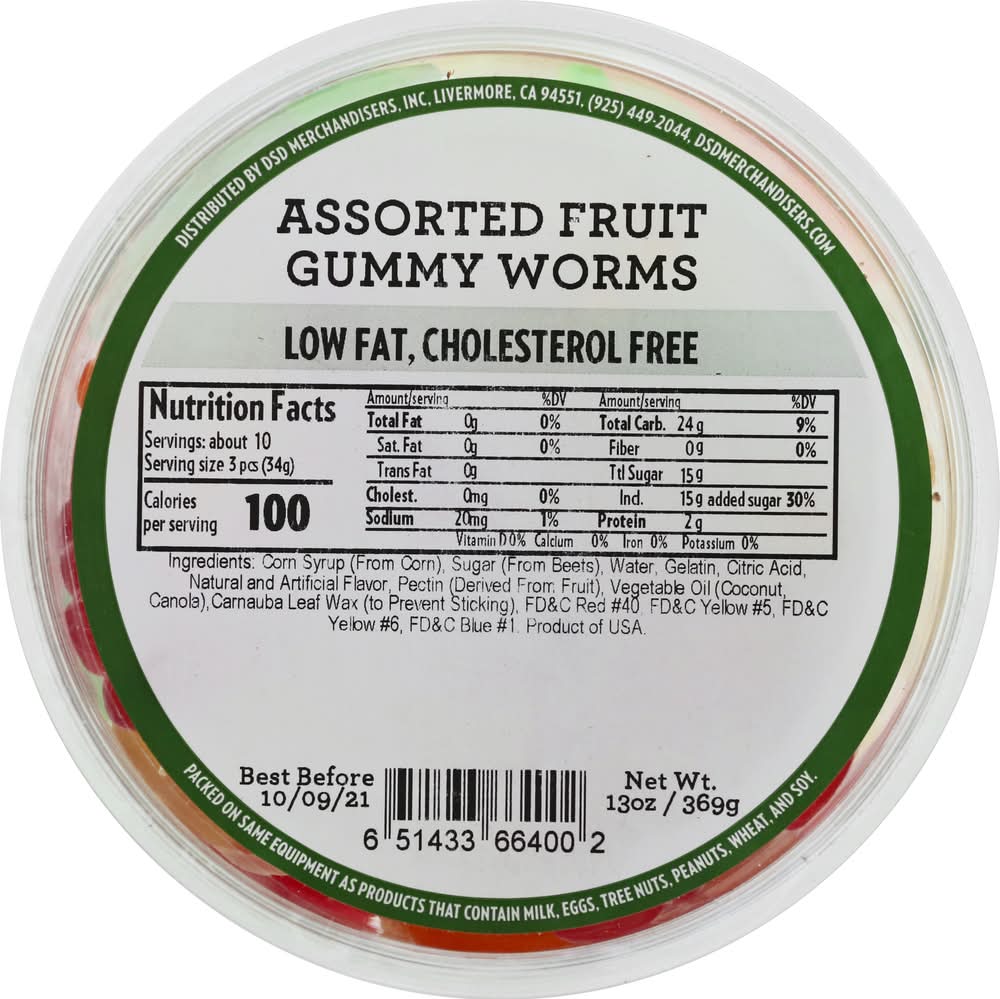 DISTRIBUTED BY DSD MERCHANDISERS, INC, LIVERMORE, CA 94551, (925) 449-2044, DSDMERCHANDISERS.COM
ASSORTED FRUIT
GUMMY WORMS
LOW FAT, CHOLESTEROL FREE
Nutrition Facts
Servings: about 10
Serving size 3 pcs (34g)
Calories
per serving 100
Amount/serving %DV
Total Fat 0g 0%
Sat. Fat 0g 0%
Trans Fat 0g
Cholest. 0mg 0%
Sodium 20mg 1%
Amount/serving %DV
Total Carb. 24 g 9%
Fiber 0 g 0%
Ttl Sugar 15 g
Incl. 15 g added sugar 30%
Protein 2 g
Vitamin D 0% Calcium 0% Iron 0% Potassium 0%
Ingredients: Corn Syrup (From Corn), Sugar (From Beets), Water, Gelatin, Citric Acid,
Natural and Artificial Flavor, Pectin (Derived From Fruit), Vegetable Oil (Coconut,
Canola), Carnauba Leaf Wax (to Prevent Sticking), FD&C Red #40, FD&C Yellow #5, FD&C
Yellow #6, FD&C Blue #1. Product of USA.
Best Before
10/09/21
6 51433 66400 2
Net Wt.
13oz / 369g
PACKED ON SAME EQUIPMENT AS PRODUCTS THAT CONTAIN MILK, EGGS, TREE NUTS, PEANUTS, WHEAT, AND SOY.